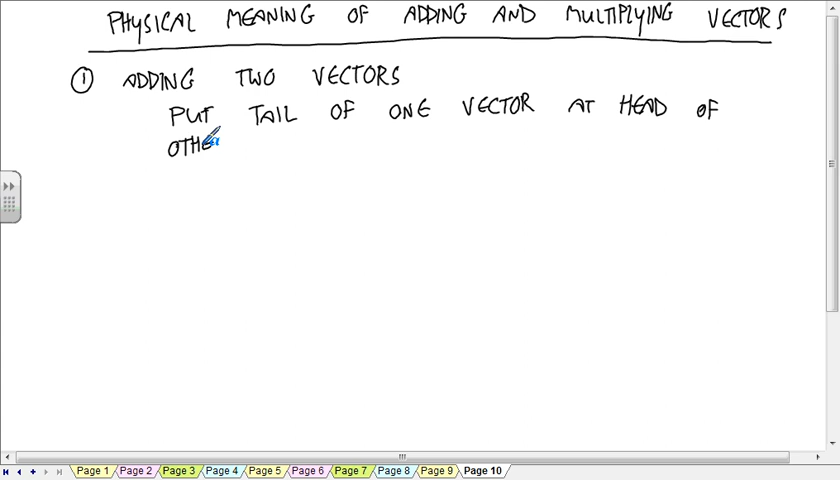 PHYSICAL MEANING OF ADDING AND MULTIPLYING VECTORS
① ADDING TWO VECTORS
PUT TAIL OF ONE VECTOR AT HEAD OF
OTHE
Page 1 Page 2 Page 3 Page 4 Page 5 Page 6 Page 7 Page 8 Page 9 Page 10